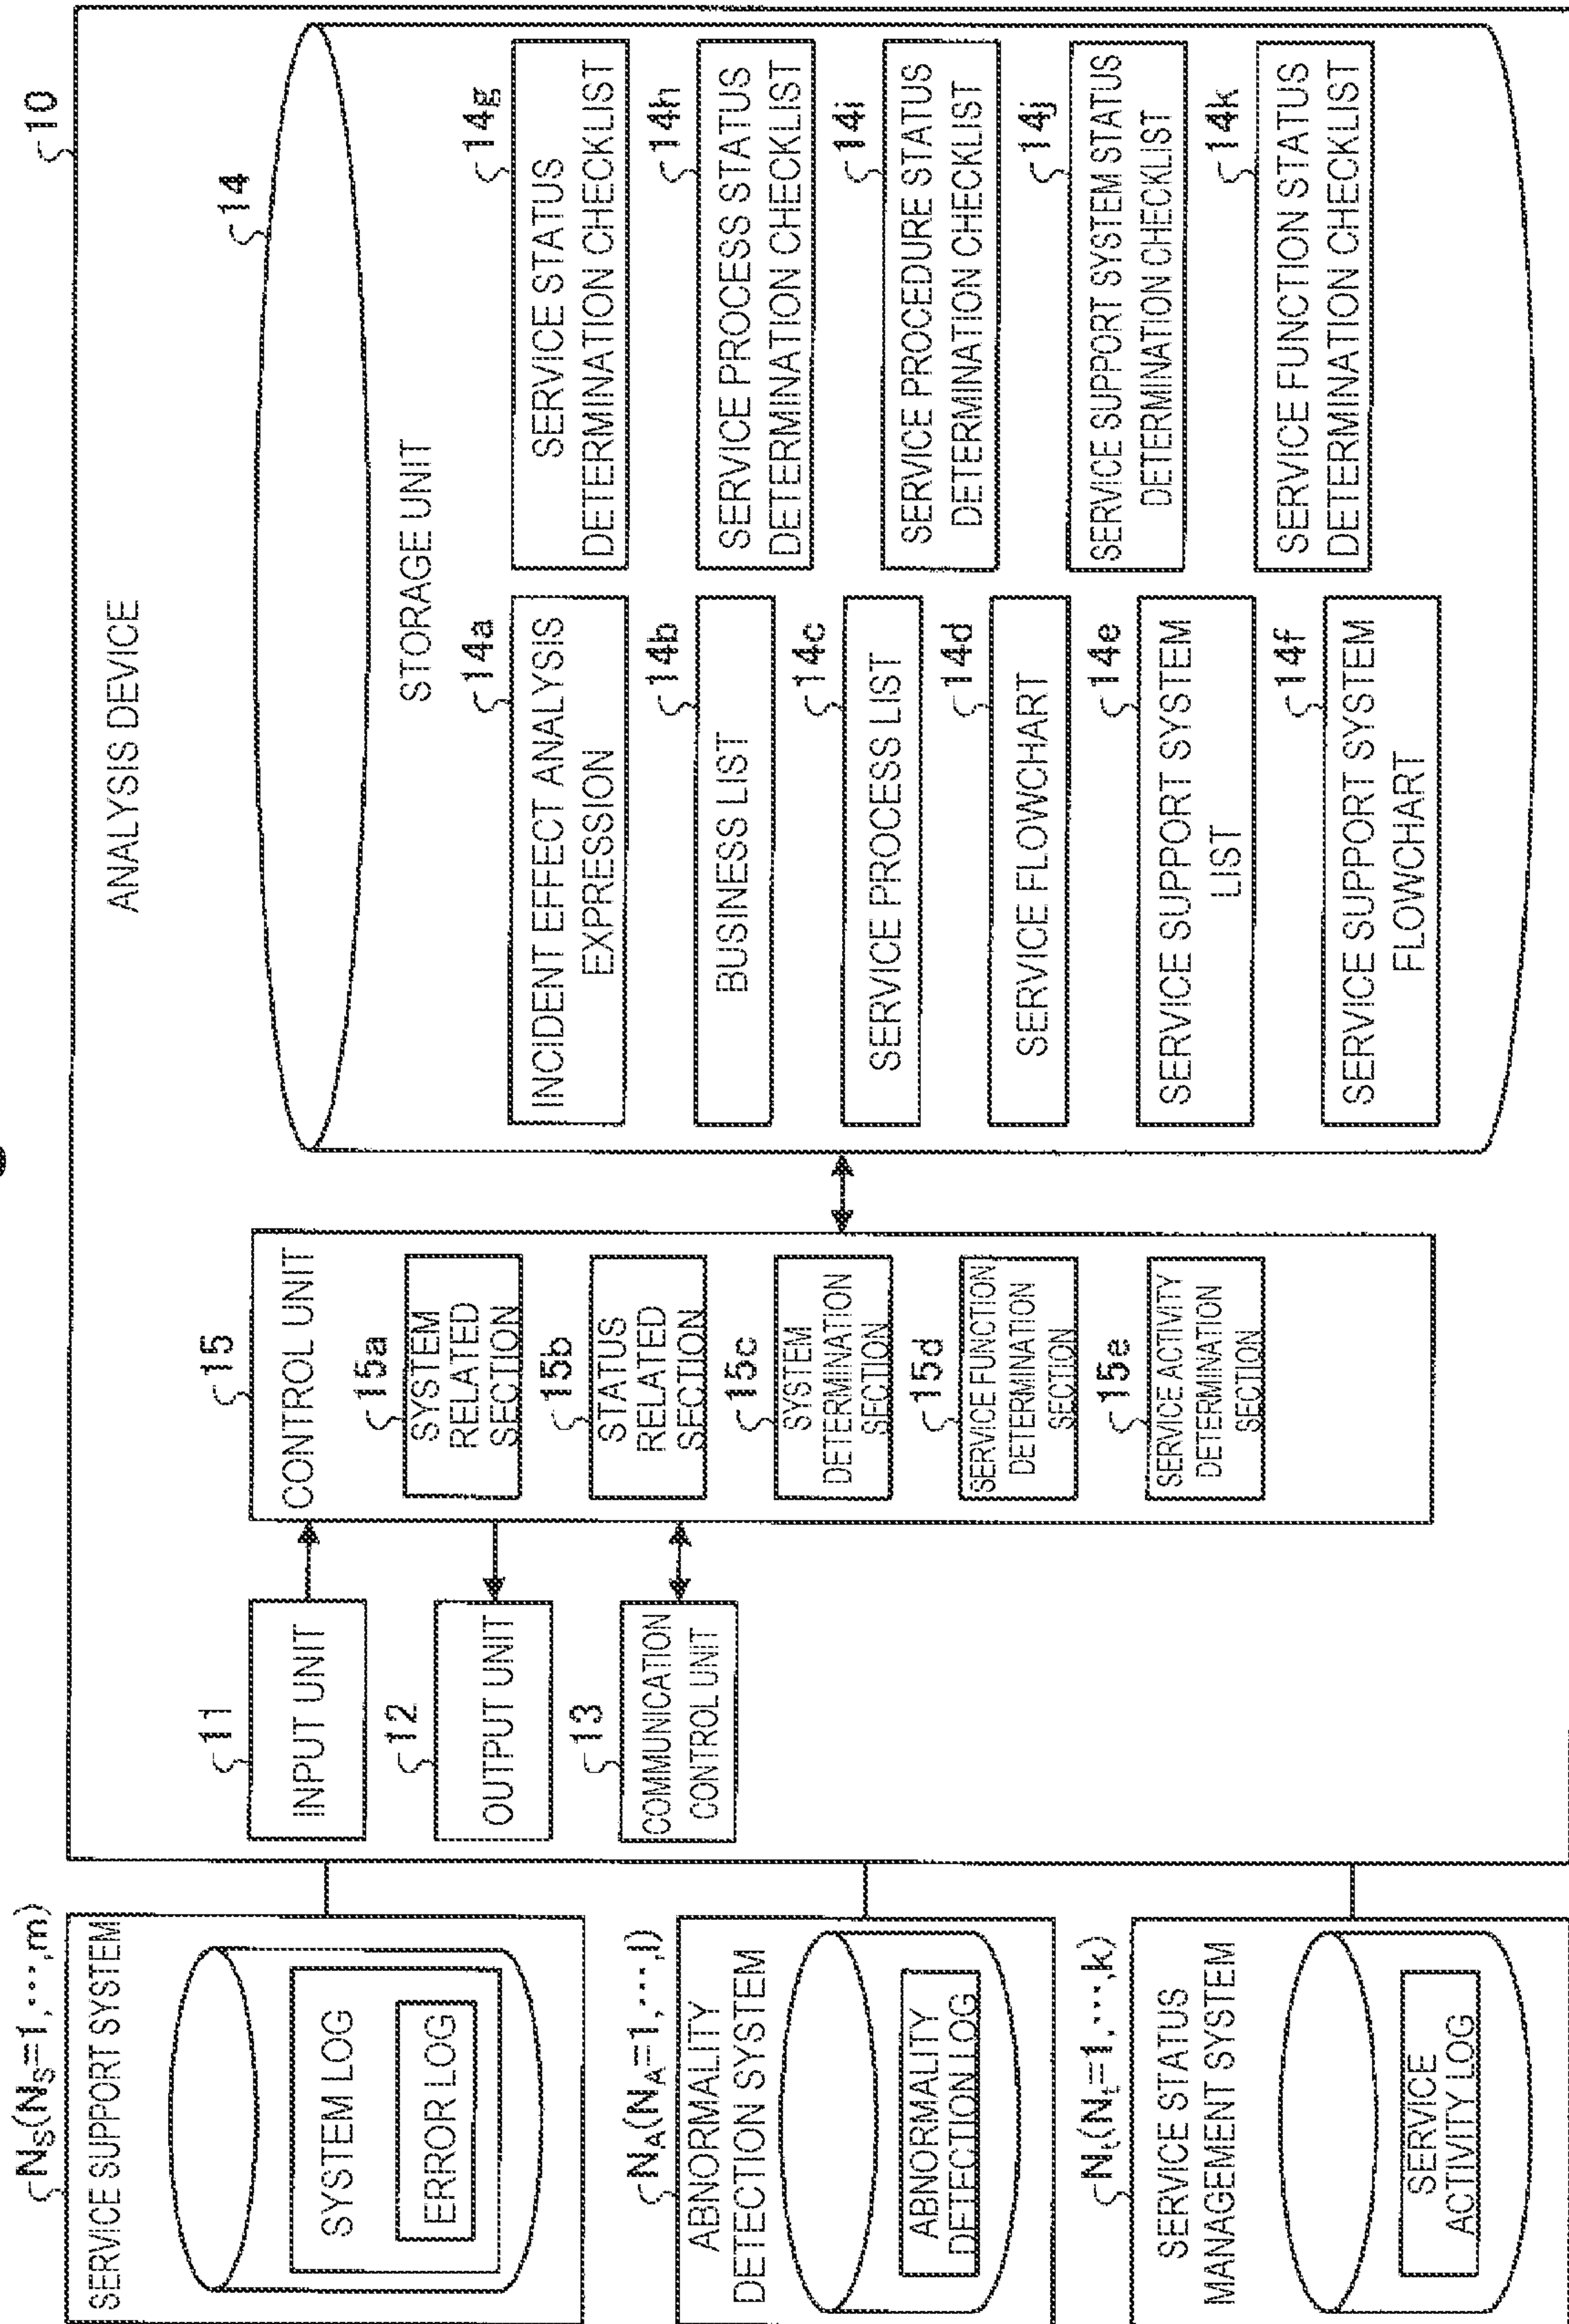 10
ANALYSIS DEVICE
N_S(N_S=1,···,m)
SERVICE SUPPORT SYSTEM
SYSTEM LOG
ERROR LOG
N_A(N_A=1,···,l)
ABNORMALITY
DETECTION SYSTEM
ABNORMALITY
DETECTION LOG
N_t(N_t=1,···,k)
SERVICE STATUS
MANAGEMENT SYSTEM
SERVICE
ACTIVITY LOG
11
INPUT UNIT
12
OUTPUT UNIT
13
COMMUNICATION
CONTROL UNIT
15
CONTROL UNIT
15a
SYSTEM
RELATED
SECTION
15b
STATUS
RELATED
SECTION
15c
SYSTEM
DETERMINATION
SECTION
15d
SERVICE FUNCTION
DETERMINATION
SECTION
15e
SERVICE ACTIVITY
DETERMINATION
SECTION
14
STORAGE UNIT
14a
INCIDENT EFFECT ANALYSIS
EXPRESSION
14b
BUSINESS LIST
14c
SERVICE PROCESS LIST
14d
SERVICE FLOWCHART
14e
SERVICE SUPPORT SYSTEM
LIST
14f
SERVICE SUPPORT SYSTEM
FLOWCHART
14g
SERVICE STATUS
DETERMINATION CHECKLIST
14h
SERVICE PROCESS STATUS
DETERMINATION CHECKLIST
14i
SERVICE PROCEDURE STATUS
DETERMINATION CHECKLIST
14j
SERVICE SUPPORT SYSTEM STATUS
DETERMINATION CHECKLIST
14k
SERVICE FUNCTION STATUS
DETERMINATION CHECKLIST